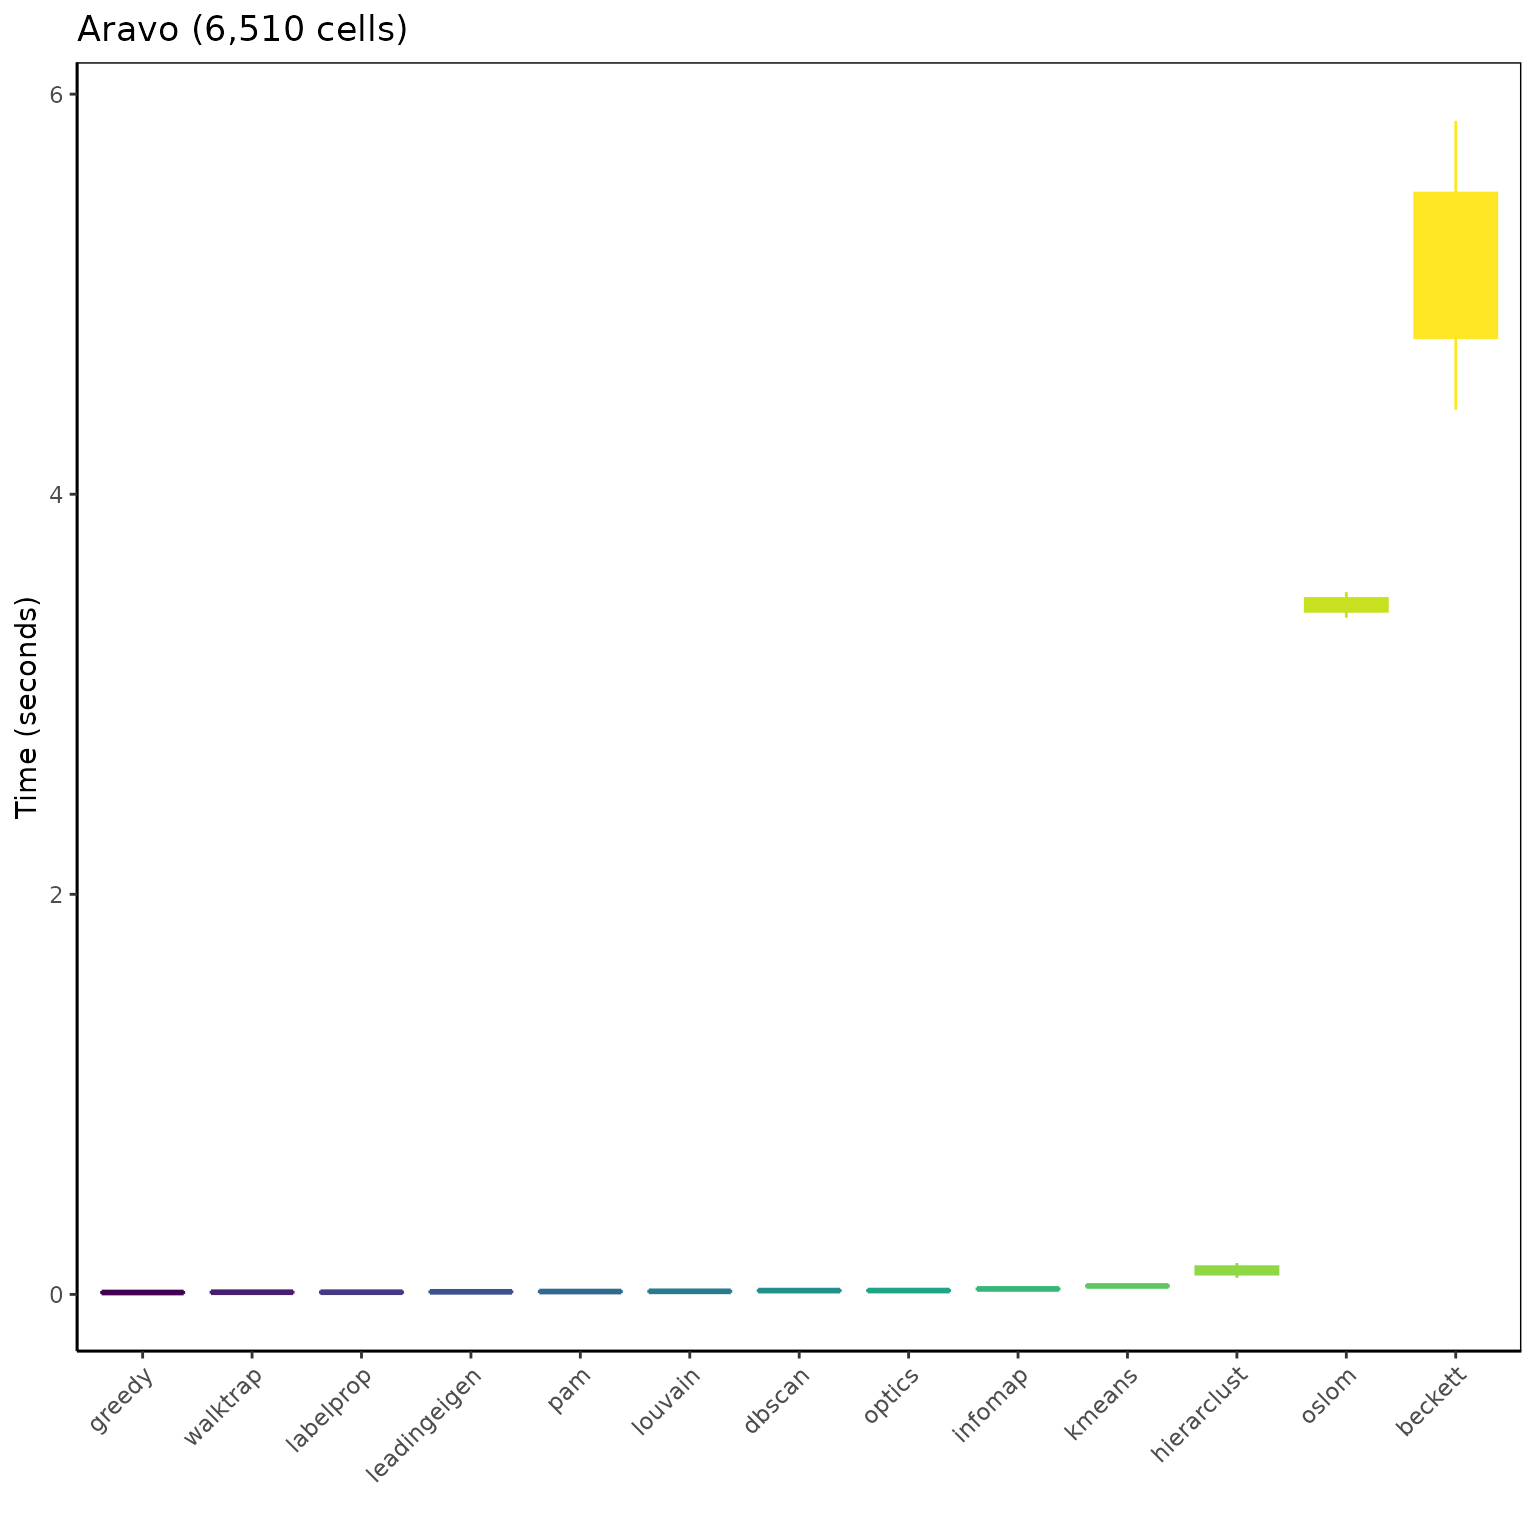 Aravo (6,510 cells)
Time (seconds)
6
4
2
0
greedy
walktrap
labelprop
leadingeigen
pam
louvain
dbscan
optics
infomap
kmeans
hierarclust
oslom
beckett